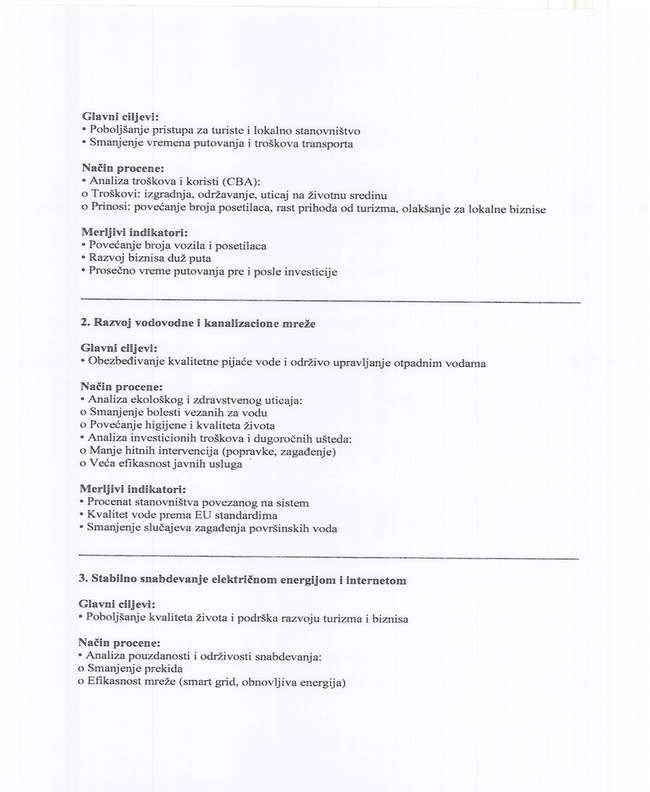 Glavni ciljevi:
• Poboljšanje pristupa za turiste i lokalno stanovništvo
• Smanjenje vremena putovanja i troškova transporta
Način procene:
• Analiza troškova i koristi (CBA):
o Troškovi: izgradnja, održavanje, uticaj na životnu sredinu
o Prinosi: povećanje broja posetilaca, rast prihoda od turizma, olakšanje za lokalne biznise
Merljivi indikatori:
• Povećanje broja vozila i posetilaca
• Razvoj biznisa duž puta
• Prosečno vreme putovanja pre i posle investicije
2. Razvoj vodovodne i kanalizacione mreže
Glavni ciljevi:
• Obezbeđivanje kvalitetne pijaće vode i održivo upravljanje otpadnim vodama
Način procene:
• Analiza ekološkog i zdravstvenog uticaja:
o Smanjenje bolesti vezanih za vodu
o Povećanje higijene i kvaliteta života
• Analiza investicionih troškova i dugoročnih ušteda:
o Manje hitnih intervencija (popravke, zagađenje)
o Veća efikasnost javnih usluga
Merljivi indikatori:
• Procenat stanovništva povezanog na sistem
• Kvalitet vode prema EU standardima
• Smanjenje slučajeva zagađenja površinskih voda
3. Stabilno snabdevanje električnom energijom i internetom
Glavni ciljevi:
• Poboljšanje kvaliteta života i podrška razvoju turizma i biznisa
Način procene:
• Analiza pouzdanosti i održivosti snabdevanja:
o Smanjenje prekida
o Efikasnost mreže (smart grid, obnovljiva energija)